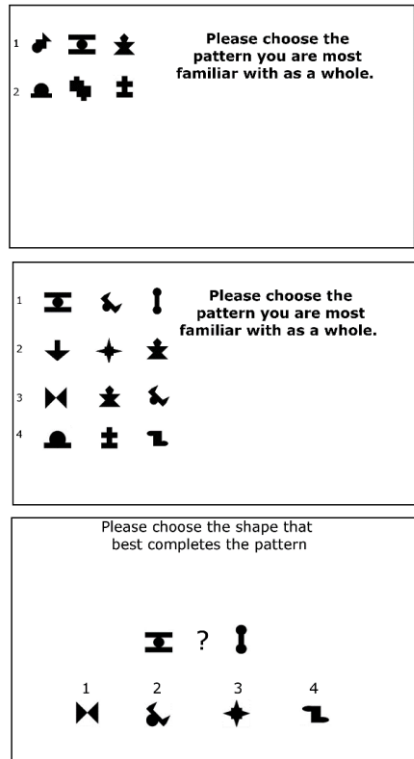 Please choose the
pattern you are most
familiar with as a whole.
1
2
Please choose the
pattern you are most
familiar with as a whole.
1
2
3
4
Please choose the shape that
best completes the pattern
?
1 2 3 4